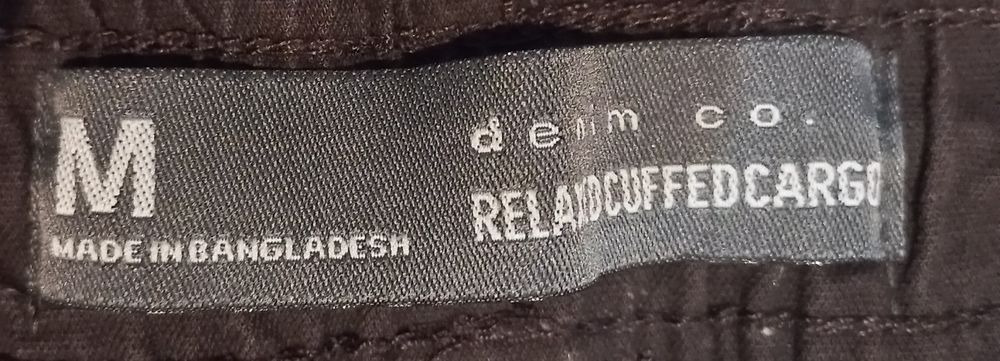 M
MADE IN BANGLADESH
denim co.
RELAXDCUFFEDCARGO